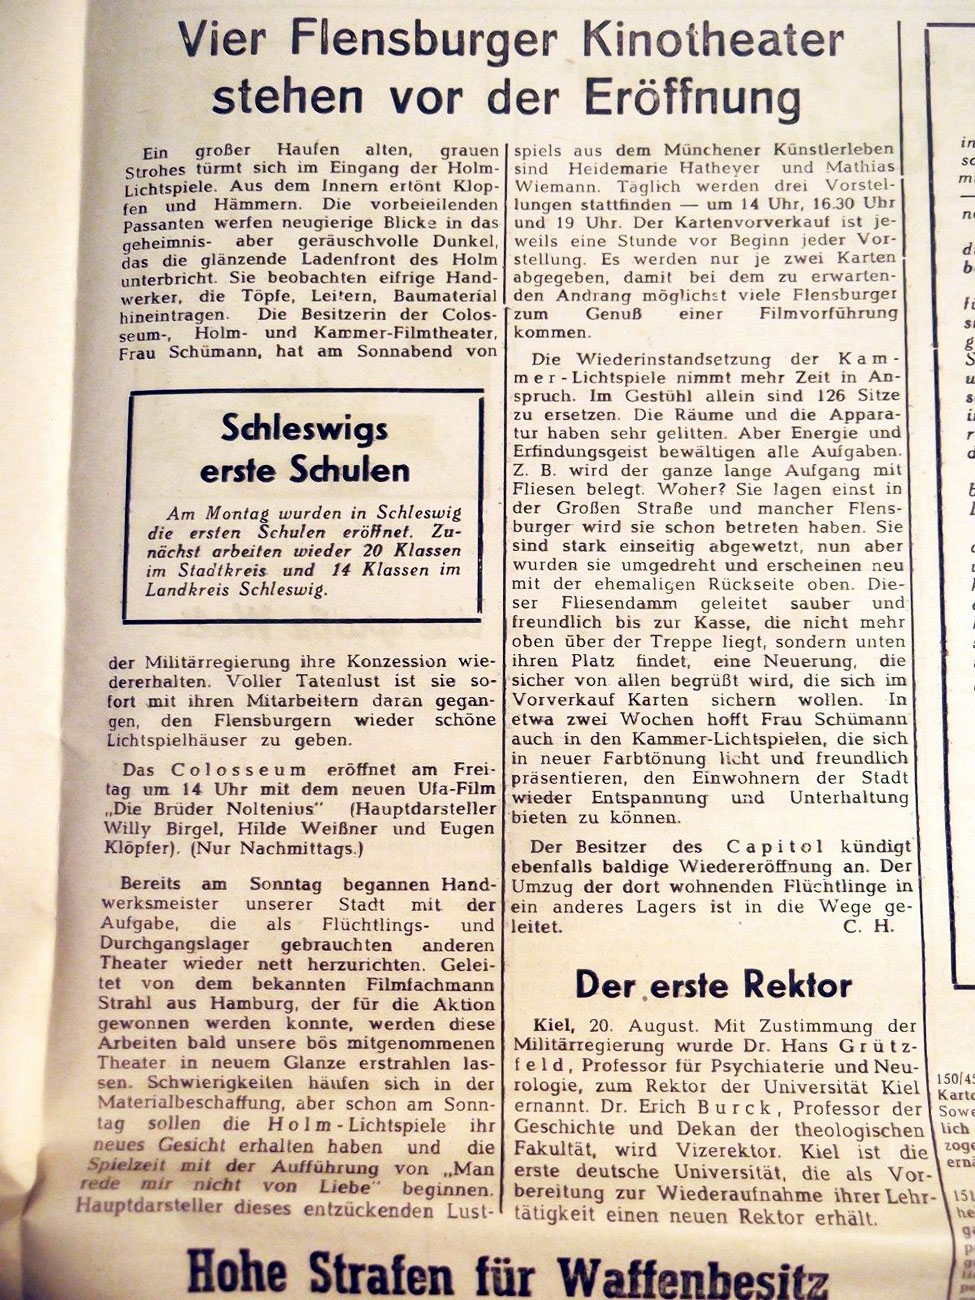 Vier Flensburger Kinotheater
stehen vor der Eröffnung
Ein großer Haufen alten, grauen
Strohes türmt sich im Eingang der Holm-
Lichtspiele. Aus dem Innern ertönt Klop-
fen und Hämmern. Die vorbeieilenden
Passanten werfen neugierige Blicke in das
geheimnis- aber geräuschvolle Dunkel,
das die glänzende Ladenfront des Holm
unterbricht. Sie beobachten eifrige Hand-
werker, die Töpfe, Leitern, Baumaterial
hineintragen. Die Besitzerin der Colos-
seum-, Holm- und Kammer-Filmtheater,
Frau Schümann, hat am Sonnabend von
Schleswigs
erste Schulen
Am Montag wurden in Schleswig
die ersten Schulen eröffnet. Zu-
nächst arbeiten wieder 20 Klassen
im Stadtkreis und 14 Klassen im
Landkreis Schleswig.
der Militärregierung ihre Konzession wie-
dererhalten. Voller Tatenlust ist sie so-
fort mit ihren Mitarbeitern daran gegan-
gen, den Flensburgern wieder schöne
Lichtspielhäuser zu geben.
Das Colosseum eröffnet am Frei-
tag um 14 Uhr mit dem neuen Ufa-Film
„Die Brüder Noltenius" (Hauptdarsteller
Willy Birgel, Hilde Weißner und Eugen
Klöpfer). (Nur Nachmittags.)
Bereits am Sonntag begannen Hand-
werksmeister unserer Stadt mit der
Aufgabe, die als Flüchtlings- und
Durchgangslager gebrauchten anderen
Theater wieder nett herzurichten. Gelei-
tet von dem bekannten Filmfachmann
Strahl aus Hamburg, der für die Aktion
gewonnen werden konnte, werden diese
Arbeiten bald unsere bös mitgenommenen
Theater in neuem Glanze erstrahlen las-
sen. Schwierigkeiten häufen sich in der
Materialbeschaffung, aber schon am Sonn-
tag sollen die Holm-Lichtspiele ihr
neues Gesicht erhalten haben und die
Spielzeit mit der Aufführung von „Man
rede mir nicht von Liebe" beginnen.
Hauptdarsteller dieses entzückenden Lust-
spiels aus dem Münchener Künstlerleben
sind Heidemarie Hatheyer und Mathias
Wiemann. Täglich werden drei Vorstel-
lungen stattfinden — um 14 Uhr, 16.30 Uhr
und 19 Uhr. Der Kartenvorverkauf ist je-
weils eine Stunde vor Beginn jeder Vor-
stellung. Es werden nur je zwei Karten
abgegeben, damit bei dem zu erwarten-
den Andrang möglichst viele Flensburger
zum Genuß einer Filmvorführung
kommen.
Die Wiederinstandsetzung der Kam-
mer-Lichtspiele nimmt mehr Zeit in An-
spruch. Im Gestühl allein sind 126 Sitze
zu ersetzen. Die Räume und die Appara-
tur haben sehr gelitten. Aber Energie und
Erfindungsgeist bewältigen alle Aufgaben.
Z. B. wird der ganze lange Aufgang mit
Fliesen belegt. Woher? Sie lagen einst in
der Großen Straße und mancher Flens-
burger wird sie schon betreten haben. Sie
sind stark einseitig abgewetzt, nun aber
wurden sie umgedreht und erscheinen neu
mit der ehemaligen Rückseite oben. Die-
ser Fliesendamm geleitet sauber und
freundlich bis zur Kasse, die nicht mehr
oben über der Treppe liegt, sondern unten
ihren Platz findet, eine Neuerung, die
sicher von allen begrüßt wird, die sich im
Vorverkauf Karten sichern wollen. In
etwa zwei Wochen hofft Frau Schümann
auch in den Kammer-Lichtspielen, die sich
in neuer Farbtönung licht und freundlich
präsentieren, den Einwohnern der Stadt
wieder Entspannung und Unterhaltung
bieten zu können.
Der Besitzer des Capitol kündigt
ebenfalls baldige Wiedereröffnung an. Der
Umzug der dort wohnenden Flüchtlinge in
ein anderes Lagers ist in die Wege ge-
leitet. C. H.
Der erste Rektor
Kiel, 20. August. Mit Zustimmung der
Militärregierung wurde Dr. Hans Grütz-
feld, Professor für Psychiaterie und Neu-
rologie, zum Rektor der Universität Kiel
ernannt. Dr. Erich Burck, Professor der
Geschichte und Dekan der theologischen
Fakultät, wird Vizerektor. Kiel ist die
erste deutsche Universität, die als Vor-
bereitung zur Wiederaufnahme ihrer Lehr-
tätigkeit einen neuen Rektor erhält.
Hohe Strafen für Waffenbesitz
150/45
Karte
Sowe
lich
zoge
ernä
151